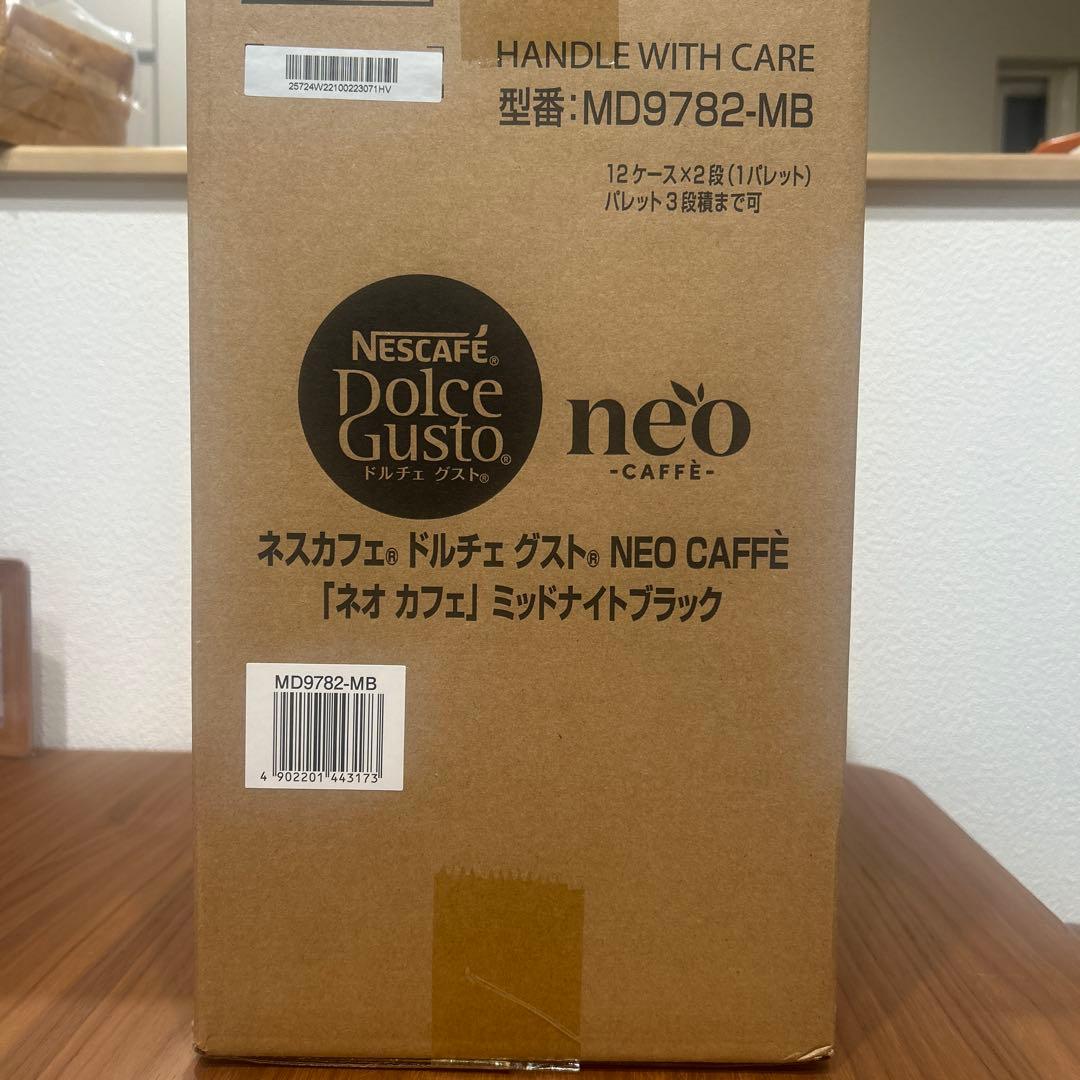 25724W22100223071HV
HANDLE WITH CARE
型番:MD9782-MB
12ケース×2段(1パレット)
パレット3段積まで可
NESCAFÉ®
Dolce
Gusto®
ドルチェ グスト®
neo
-CAFFÈ-
ネスカフェ® ドルチェ グスト® NEO CAFFÈ
「ネオ カフェ」ミッドナイトブラック
MD9782-MB
4 902201 443173